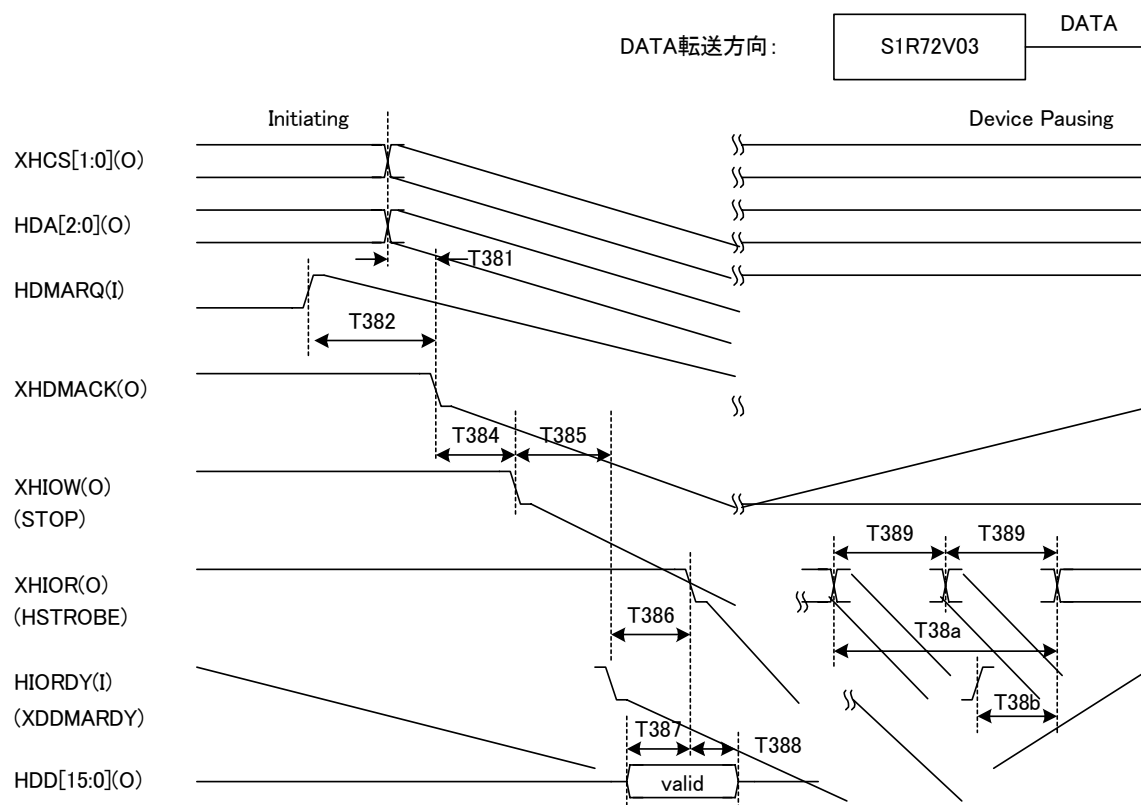 DATA転送方向:
S1R72V03
DATA
Initiating
Device Pausing
XHCS[1:0](O)
HDA[2:0](O)
T381
HDMARQ(I)
T382
XHDMACK(O)
T384
T385
XHIOW(O)
(STOP)
T389
T389
XHIOR(O)
(HSTROBE)
T386
T38a
HIORDY(I)
(XDDMARDY)
T38b
T387
T388
HDD[15:0](O)
valid